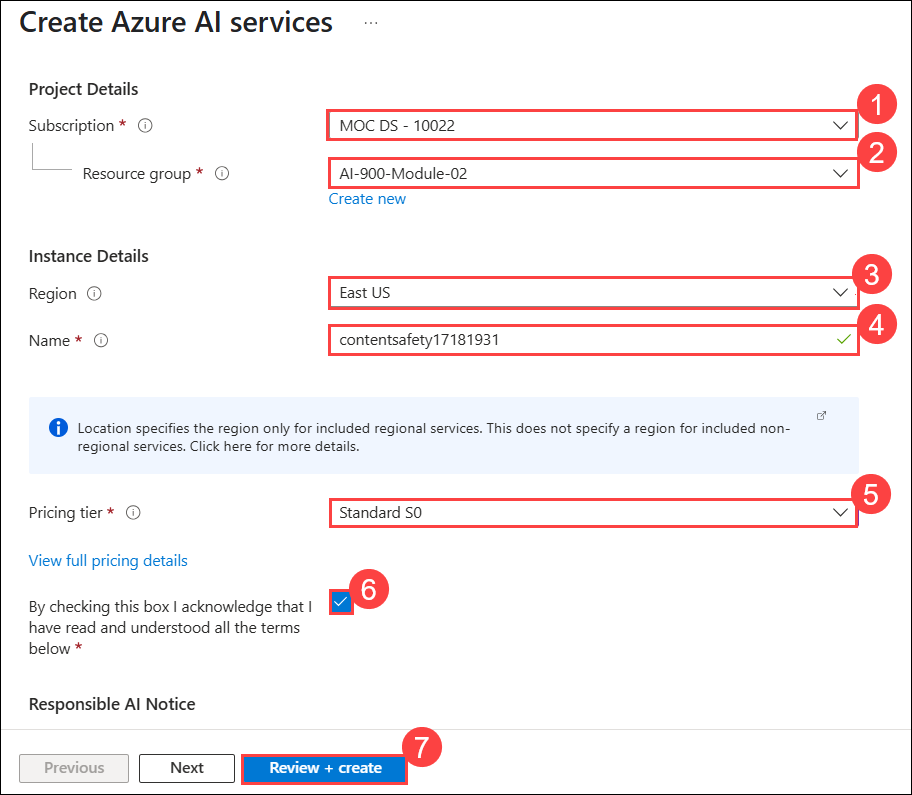 Create Azure AI services ...
Project Details
1
Subscription * MOC DS - 10022
2
Resource group * AI-900-Module-02
Create new
Instance Details
3
Region East US
4
Name * contentsafety17181931
Location specifies the region only for included regional services. This does not specify a region for included non-
regional services. Click here for more details.
5
Pricing tier * Standard S0
View full pricing details
6
By checking this box I acknowledge that I
have read and understood all the terms
below *
Responsible AI Notice
7
Previous Next Review + create